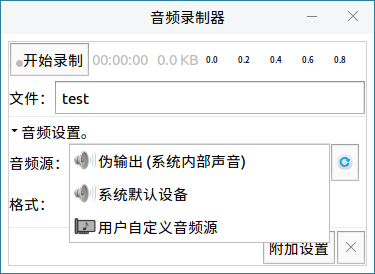 音频录制器
开始录制 00:00:00 0.0 KB 0.0 0.2 0.4 0.6 0.8
文件： test
音频设置。
音频源： 伪输出 (系统内部声音)
系统默认设备
格式：
用户自定义音频源
附加设置